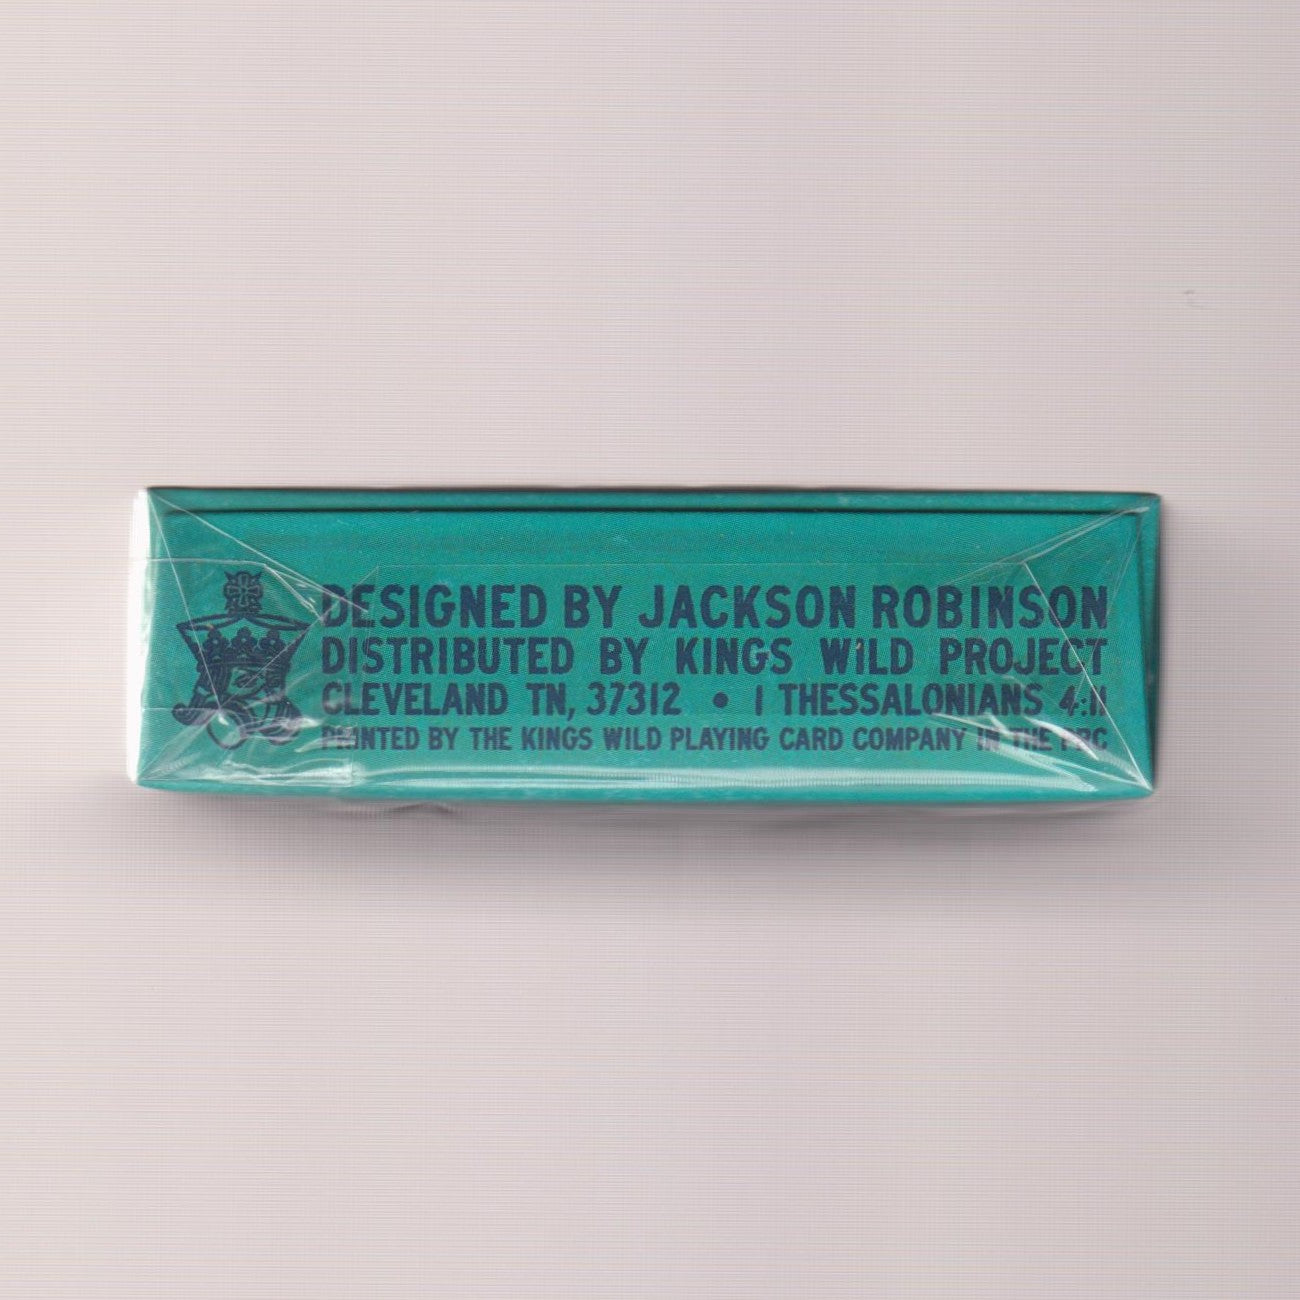 DESIGNED BY JACKSON ROBINSON
DISTRIBUTED BY KINGS WILD PROJECT
CLEVELAND TN, 37312 • 1 THESSALONIANS 4:11
PRINTED BY THE KINGS WILD PLAYING CARD COMPANY IN THE PRC